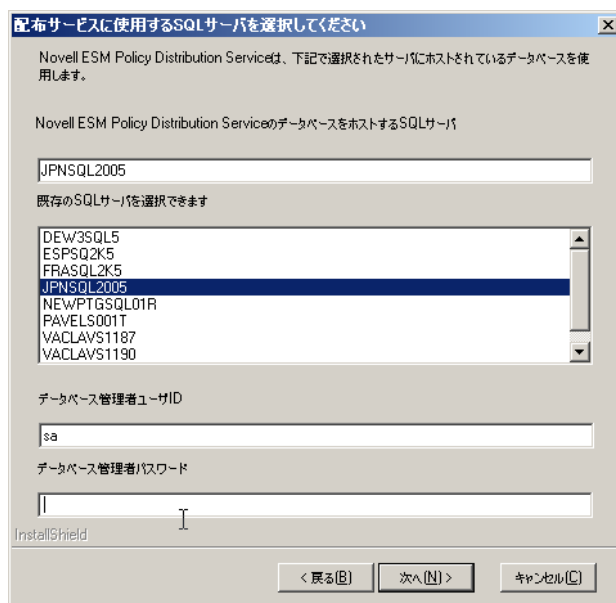 配布サービスに使用するSQLサーバを選択してください
Novell ESM Policy Distribution Serviceは、下記で選択されたサーバにホストされているデータベースを使
用します。
Novell ESM Policy Distribution ServiceのデータベースをホストするSQLサーバ
JPNSQL2005
既存のSQLサーバを選択できます
DEW3SQL5
ESPSQ2K5
FRASQL2K5
JPNSQL2005
NEWPTGSQL01R
PAVELS001T
VACLAVS1187
VACLAVS1190
データベース管理者ユーザID
sa
データベース管理者パスワード
InstallShield
< 戻る(B)
次へ(N) >
キャンセル(C)